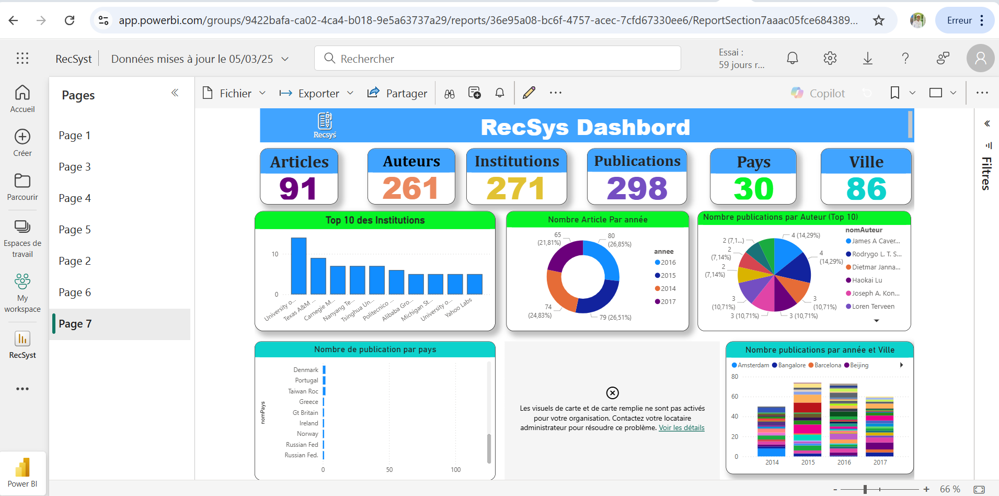 app.powerbi.com/groups/9422bafa-ca02-4ca4-b018-9e5a63737a29/reports/36e95a08-bc6f-4757-acec-7cfd67330ee6/ReportSection7aaac05fce684389...
Erreur
RecSyst
Données mises à jour le 05/03/25
Rechercher
Essai :
59 jours r...
Accueil
Créer
Parcourir
Espaces de
travail
My
workspace
RecSyst
Power BI
Pages
Page 1
Page 3
Page 4
Page 5
Page 2
Page 6
Page 7
Fichier
Exporter
Partager
Copilot
Filtres
Recsys
RecSys Dashbord
Articles
91
Auteurs
261
Institutions
271
Publications
298
Pays
30
Ville
86
Top 10 des Institutions
10
0
University o...
Texas A&M ...
Carnegie M...
Nanyang Te...
Tsinghua Un...
Politecnico ...
Alibaba Gro...
Michigan St...
University o...
Yahoo Labs
Nombre Article Par année
65
(21,81%)
80
(26,85%)
74
(24,83%)
79 (26,51%)
annee
2016
2015
2014
2017
Nombre publications par Auteur (Top 10)
4 (14,29%)
4
(14,29%)
3
(10,71%)
3 (10,71%)
3 (10,71%)
3
(10,71%)
2
(7,14%)
2
(7,14%)
2 (7,1...)
nomAuteur
James A Caver...
Rodrygo L. T. S...
Dietmar Janna...
Haokai Lu
Joseph A. Kon...
Loren Terveen
Nombre de publication par pays
nomPays
Denmark
Portugal
Taiwan Roc
Greece
Gt Britain
Ireland
Norway
Russian Fed
Russian Fed.
0
50
100
Les visuels de carte et de carte remplie ne sont pas activés
pour votre organisation. Contactez votre locataire
administrateur pour résoudre ce problème. Voir les détails
Nombre publications par année et Ville
Amsterdam
Bangalore
Barcelona
Beijing
80
60
40
20
0
2014
2015
2016
2017
- + 66 %